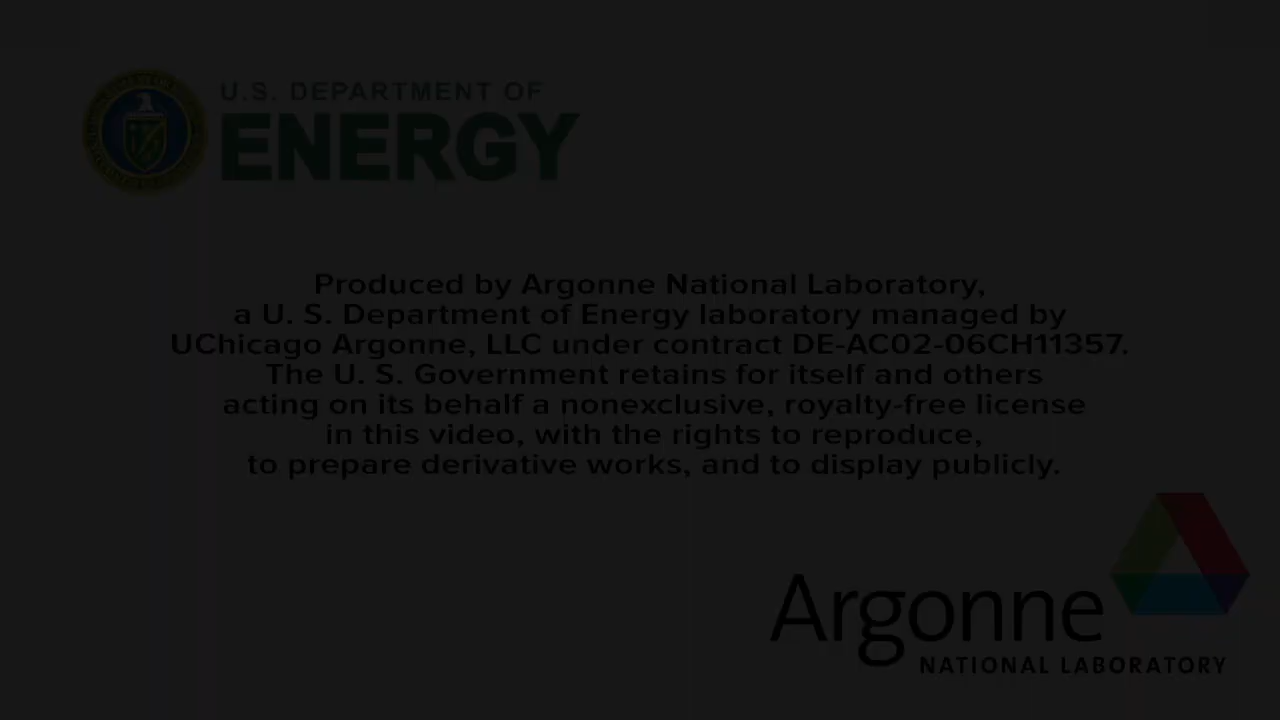 U.S. DEPARTMENT OF
ENERGY
Produced by Argonne National Laboratory,
a U. S. Department of Energy laboratory managed by
UChicago Argonne, LLC under contract DE-AC02-06CH11357.
The U. S. Government retains for itself and others
acting on its behalf a nonexclusive, royalty-free license
in this video, with the rights to reproduce,
to prepare derivative works, and to display publicly.
Argonne
NATIONAL LABORATORY